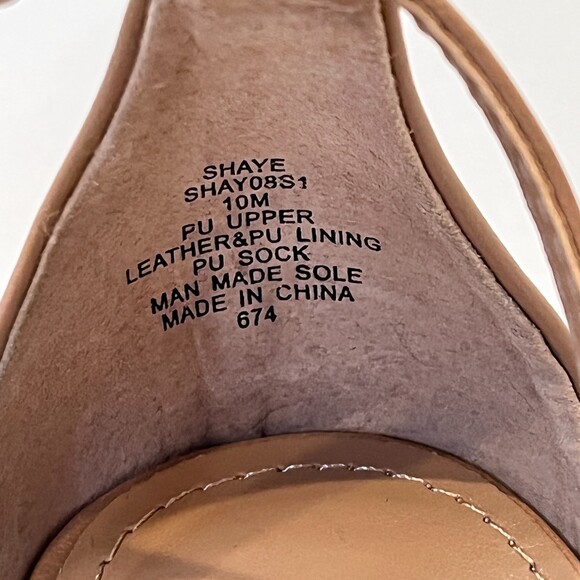 SHAYE
SHAY08S1
10M
PU UPPER
LEATHER&PU LINING
PU SOCK
MAN MADE SOLE
MADE IN CHINA
674